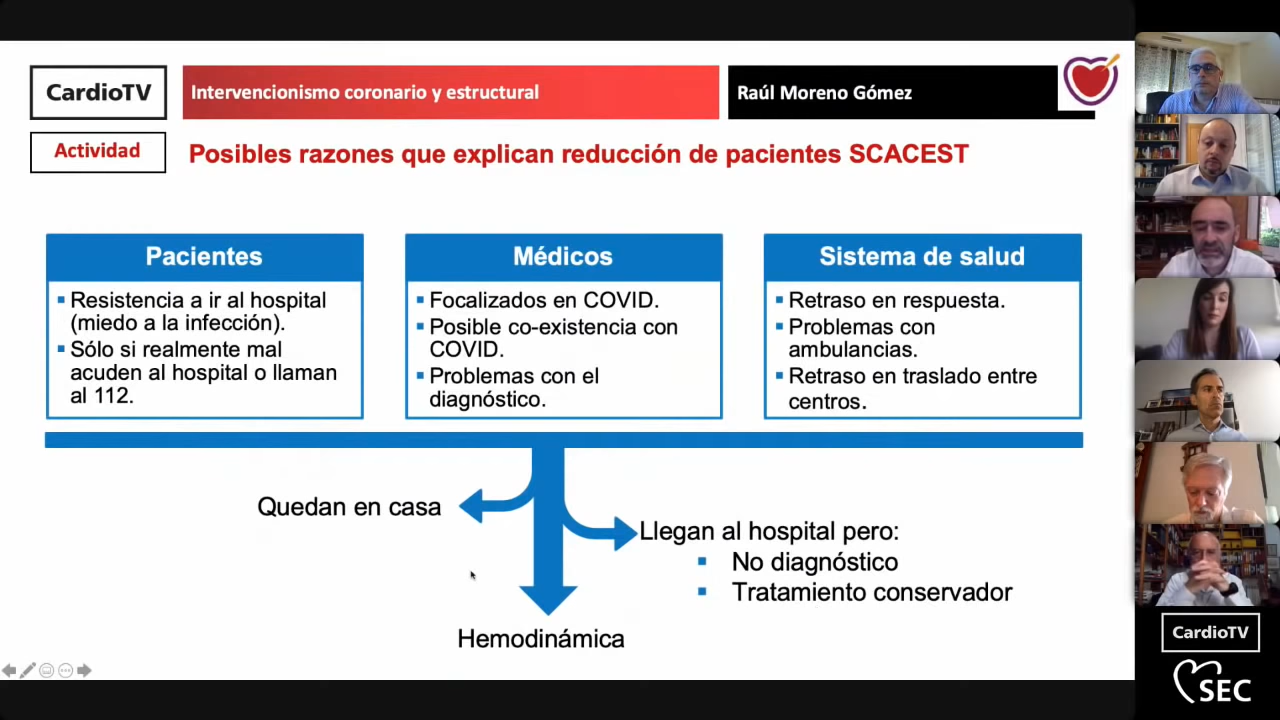 CardioTV
Intervencionismo coronario y estructural
Raúl Moreno Gómez
Actividad
Posibles razones que explican reducción de pacientes SCACEST
Pacientes
▪ Resistencia a ir al hospital
(miedo a la infección).
▪ Sólo si realmente mal
acuden al hospital o llaman
al 112.
Médicos
▪ Focalizados en COVID.
▪ Posible co-existencia con
COVID.
▪ Problemas con el
diagnóstico.
Sistema de salud
▪ Retraso en respuesta.
▪ Problemas con
ambulancias.
▪ Retraso en traslado entre
centros.
Quedan en casa
Llegan al hospital pero:
▪ No diagnóstico
▪ Tratamiento conservador
Hemodinámica
CardioTV
SEC